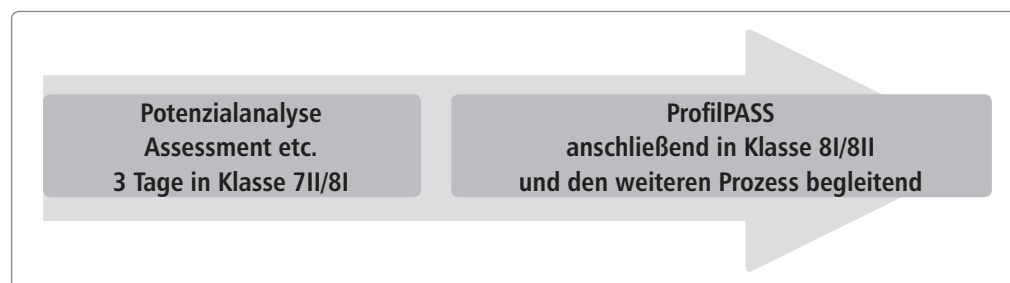 Potenzialanalyse
Assessment etc.
3 Tage in Klasse 7II/8I
ProfilPASS
anschließend in Klasse 8I/8II
und den weiteren Prozess begleitend